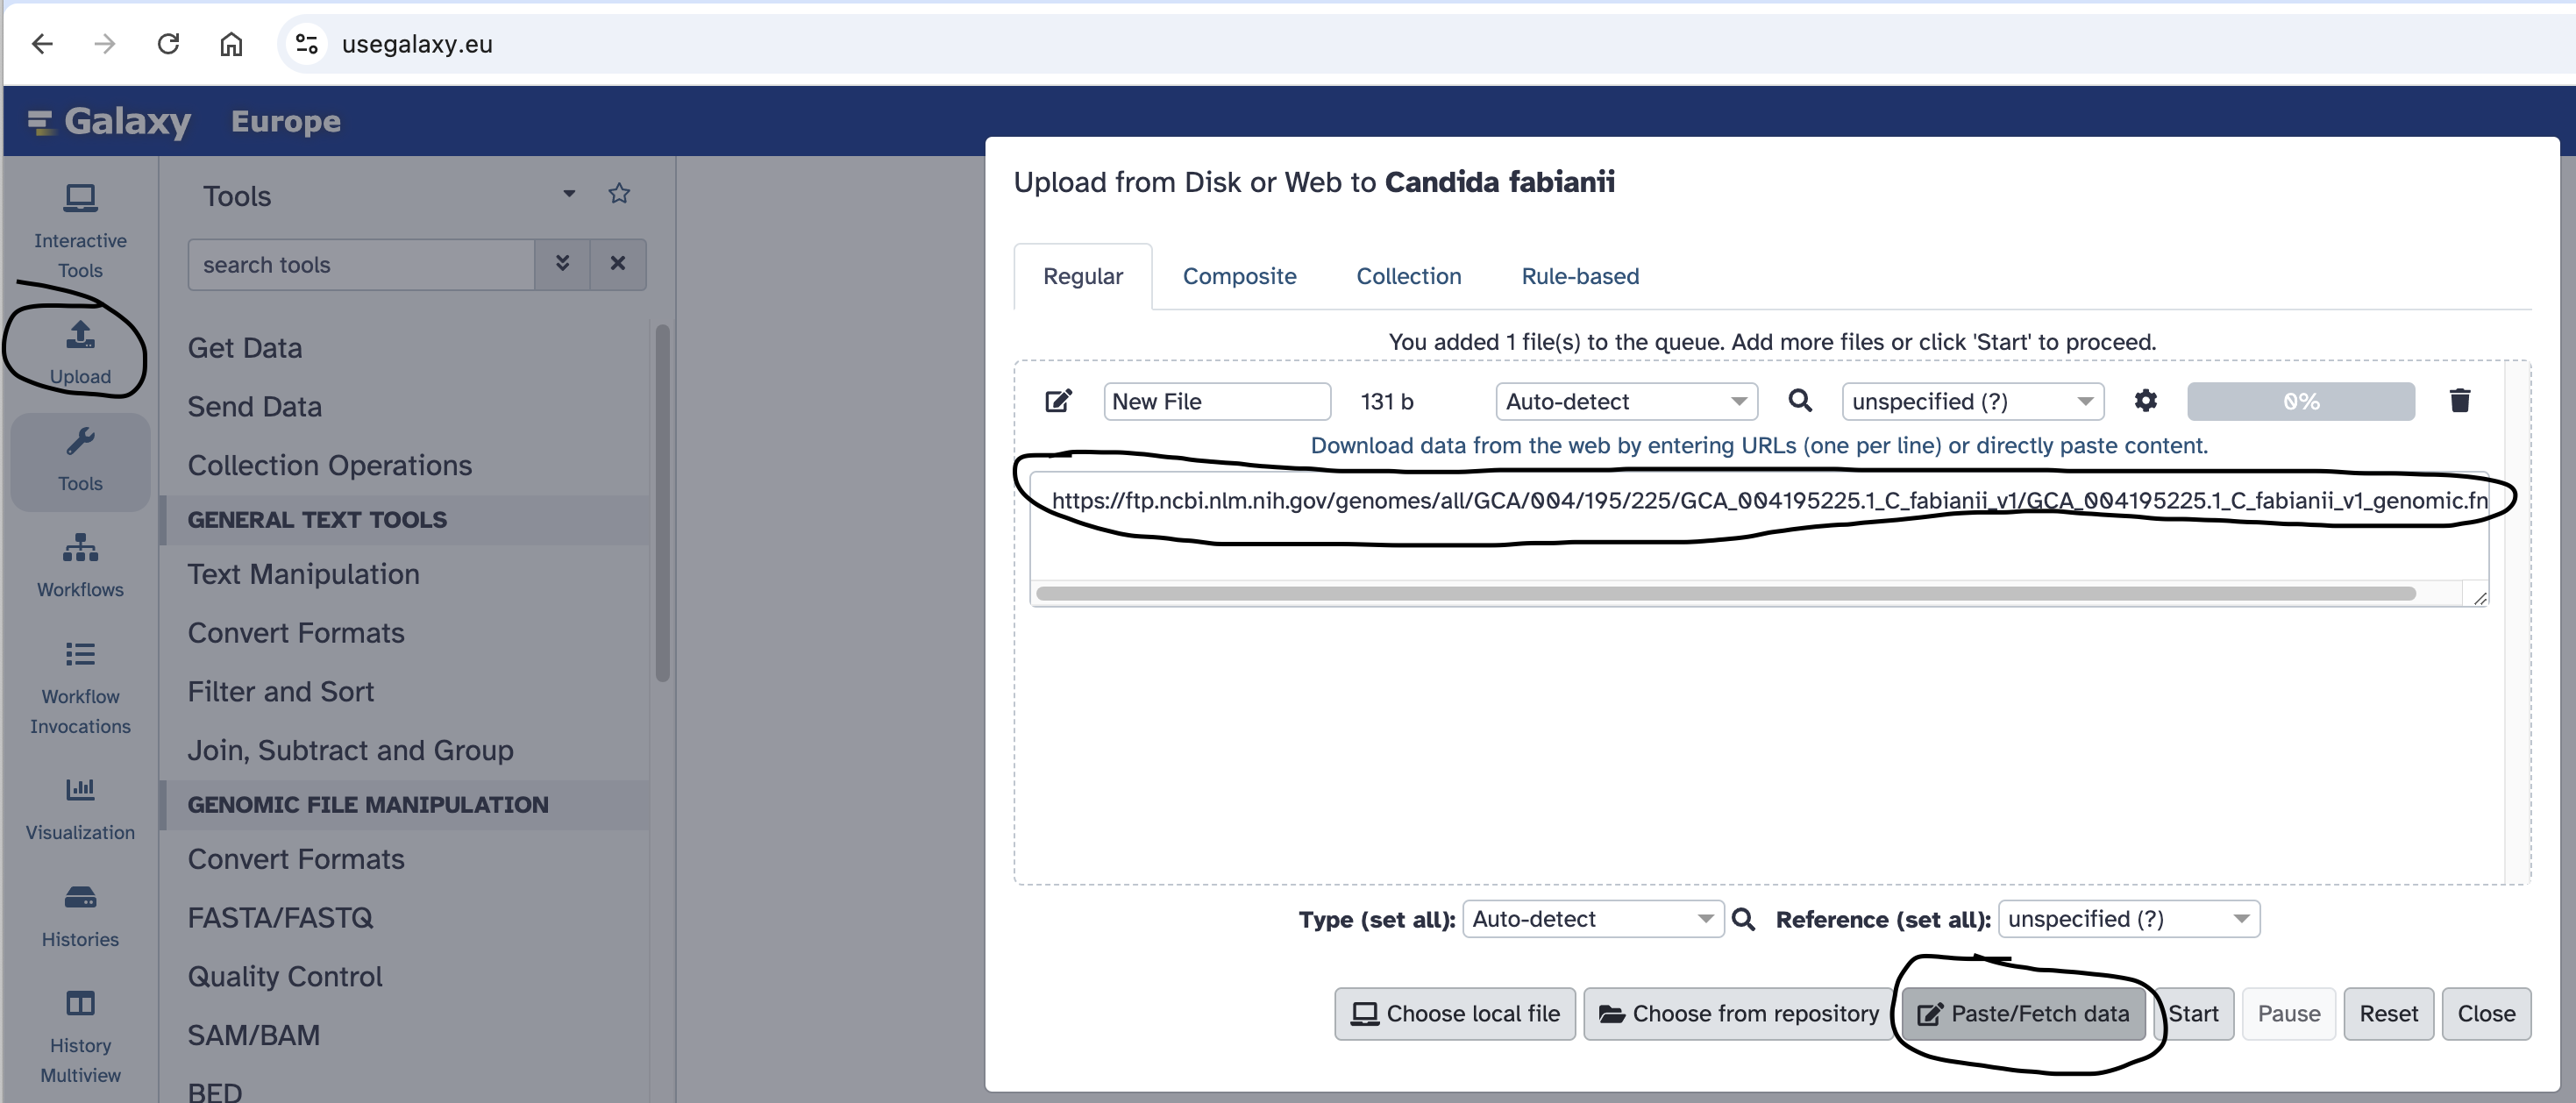 usegalaxy.eu
Galaxy Europe
Interactive
Tools
Upload
Tools
Workflows
Workflow
Invocations
Visualization
Histories
History
Multiview
Tools
search tools
Get Data
Send Data
Collection Operations
GENERAL TEXT TOOLS
Text Manipulation
Convert Formats
Filter and Sort
Join, Subtract and Group
GENOMIC FILE MANIPULATION
Convert Formats
FASTA/FASTQ
Quality Control
SAM/BAM
BED
Upload from Disk or Web to Candida fabianii
Regular Composite Collection Rule-based
You added 1 file(s) to the queue. Add more files or click 'Start' to proceed.
New File 131 b Auto-detect unspecified (?) 0%
Download data from the web by entering URLs (one per line) or directly paste content.
https://ftp.ncbi.nlm.nih.gov/genomes/all/GCA/004/195/225/GCA_004195225.1_C_fabianii_v1/GCA_004195225.1_C_fabianii_v1_genomic.fn
Type (set all): Auto-detect Reference (set all): unspecified (?)
Choose local file Choose from repository Paste/Fetch data Start Pause Reset Close